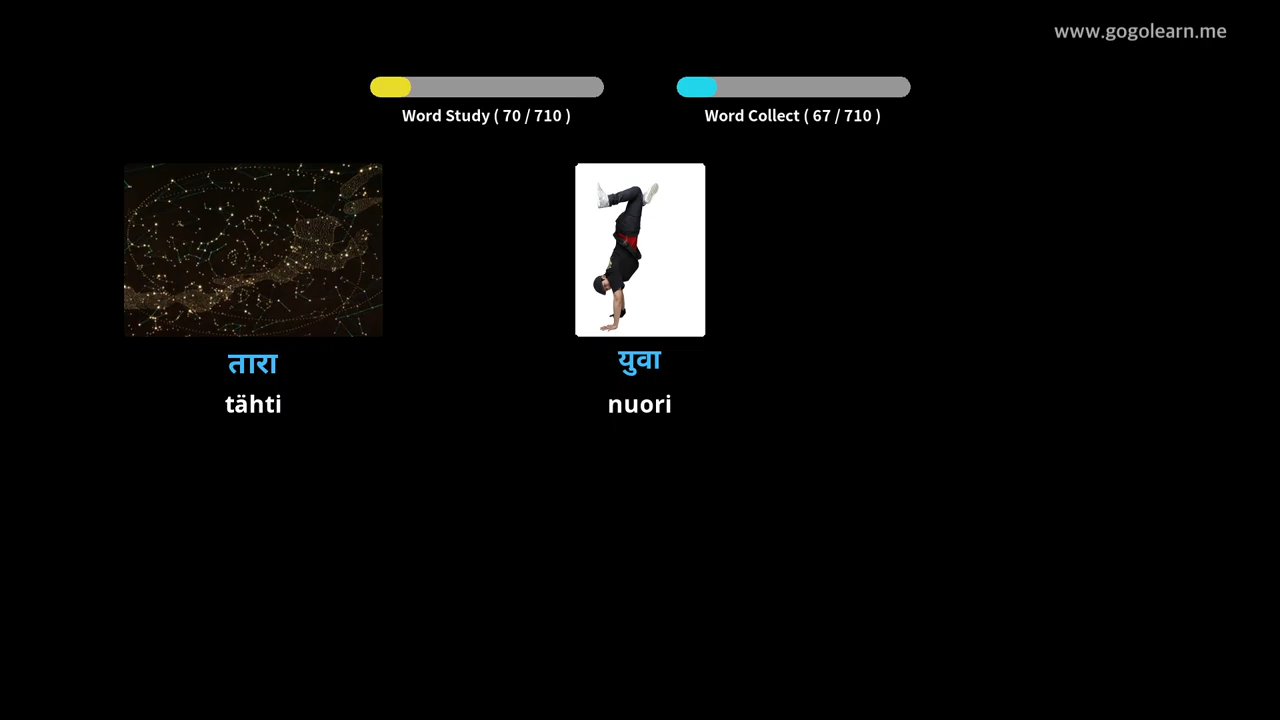 www.gogolearn.me
Word Study ( 70 / 710 )
Word Collect ( 67 / 710 )
तारा
tähti
युवा
nuori